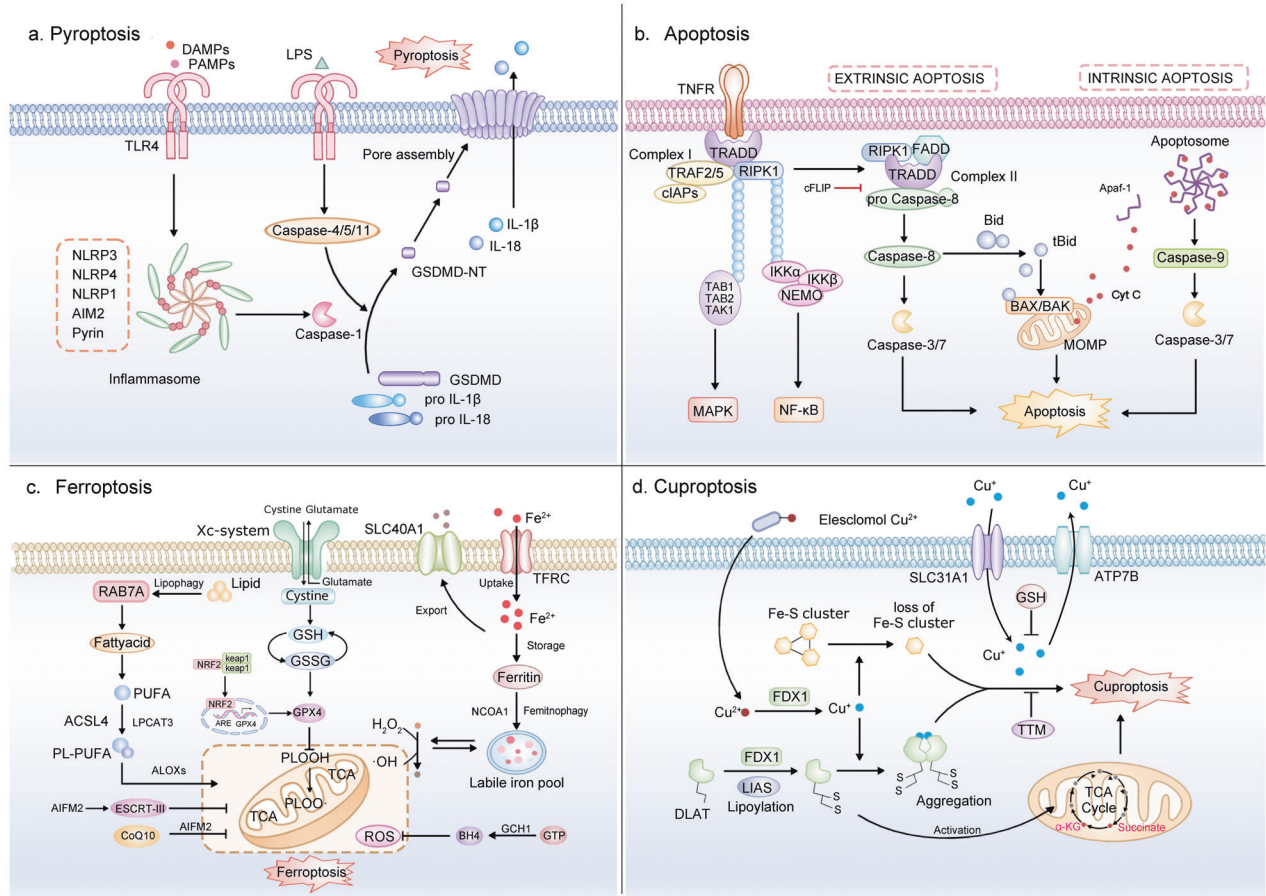 a. Pyroptosis
DAMPs
PAMPs
LPS
Pyroptosis
TLR4
Pore assembly
Caspase-4/5/11
IL-1β
IL-18
GSDMD-NT
NLRP3
NLRP4
NLRP1
AIM2
Pyrin
Caspase-1
Inflammasome
GSDMD
pro IL-1β
pro IL-18
b. Apoptosis
TNFR
EXTRINSIC AOPTOSIS
INTRINSIC AOPTOSIS
Complex I
TRADD
TRAF2/5
RIPK1
cIAPs
RIPK1
FADD
TRADD
Complex II
cFLIP
pro Caspase-8
Apoptosome
Apaf-1
Bid
tBid
Caspase-8
Caspase-9
TAB1
TAB2
TAK1
IKKα
IKKβ
NEMO
Cyt C
BAX/BAK
MOMP
Caspase-3/7
Caspase-3/7
MAPK
NF-κB
Apoptosis
c. Ferroptosis
Cystine Glutamate
Xc-system
SLC40A1
Fe²⁺
Lipophagy
Lipid
RAB7A
Glutamate
Cystine
Uptake
TFRC
Export
Fe²⁺
Fattyacid
GSH
Storage
GSSG
NRF2
keap1
keap1
Ferritin
PUFA
NRF2
ARE GPX4
GPX4
NCOA1
Femitnophagy
ACSL4
LPCAT3
H₂O₂
PL-PUFA
PLOOH
·OH
TCA
Labile iron pool
ALOXs
PLOO·
AIFM2
ESCRT-III
TCA
CoQ10
AIFM2
ROS
BH4
GCH1
GTP
Ferroptosis
d. Cuproptosis
Cu⁺
Cu⁺
Elesclomol Cu²⁺
SLC31A1
ATP7B
GSH
Fe-S cluster
loss of
Fe-S cluster
Cu⁺
Cuproptosis
FDX1
Cu²⁺
Cu⁺
TTM
FDX1
LIAS
DLAT
Lipoylation
S
S
S
S
S
S
Aggregation
TCA
Cycle
α-KG
Succinate
Activation